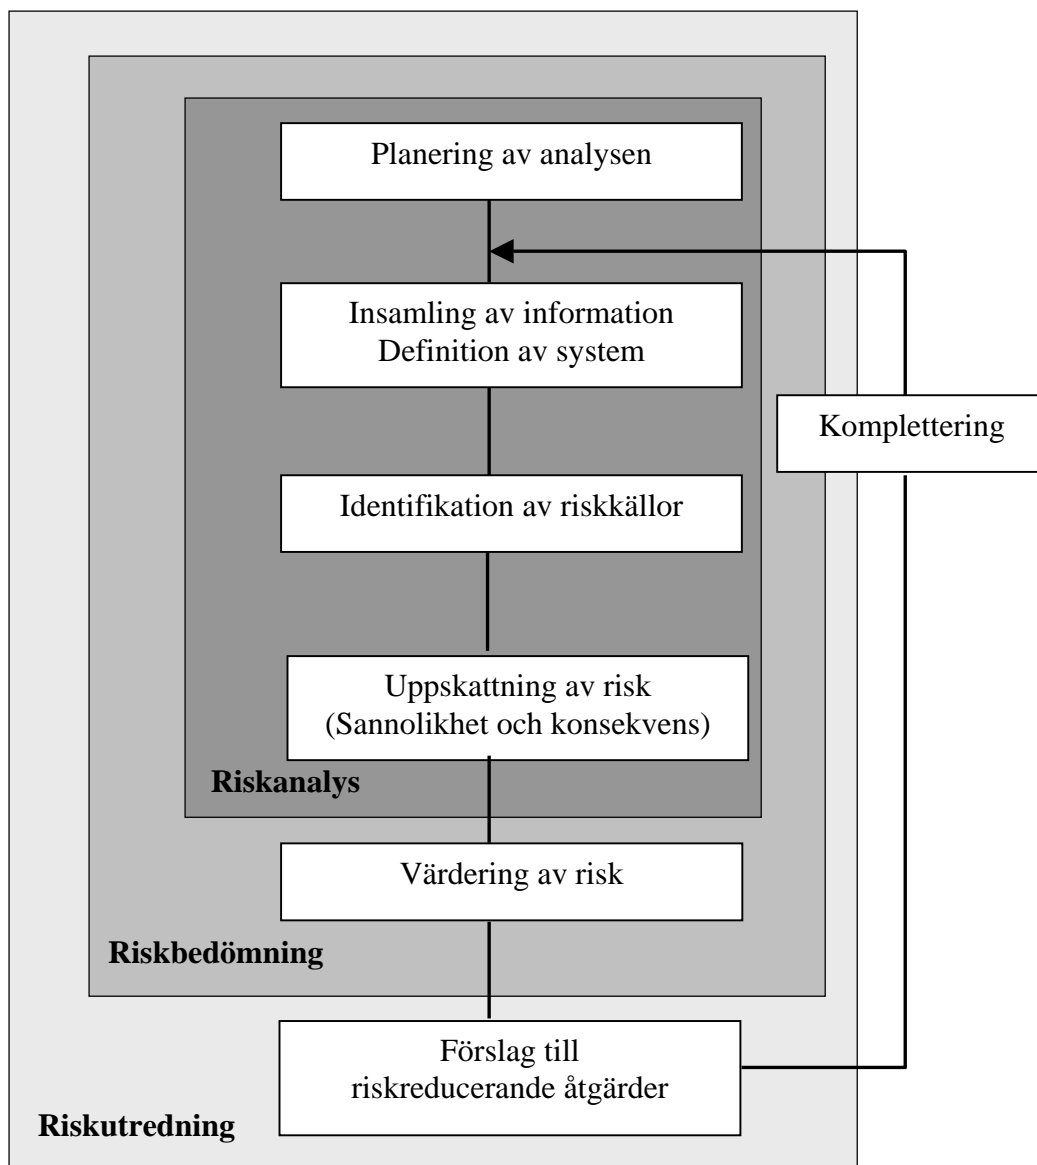 Planering av analysen
Insamling av information
Definition av system
Komplettering
Identifikation av riskkällor
Uppskattning av risk
(Sannolikhet och konsekvens)
Riskanalys
Värdering av risk
Riskbedömning
Förslag till
riskreducerande åtgärder
Riskutredning